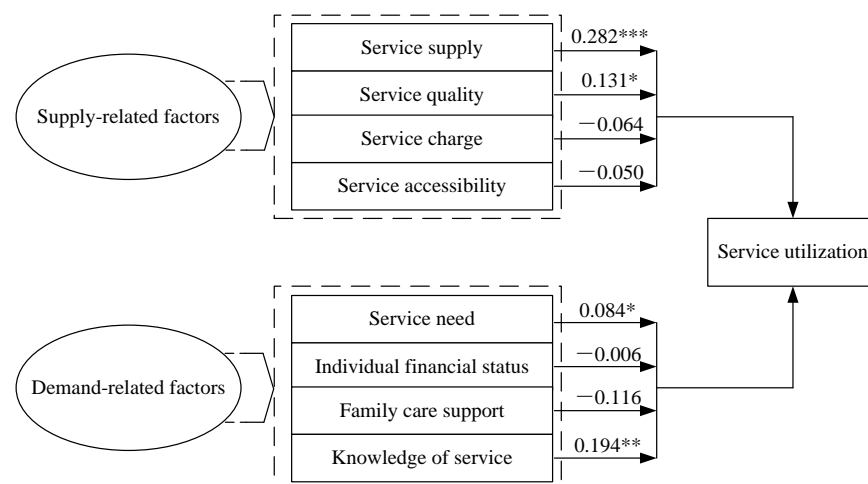 Supply-related factors
Service supply
0.282***
Service quality
0.131*
Service charge
－0.064
Service accessibility
－0.050
Service utilization
Demand-related factors
Service need
0.084*
Individual financial status
－0.006
Family care support
－0.116
Knowledge of service
0.194**